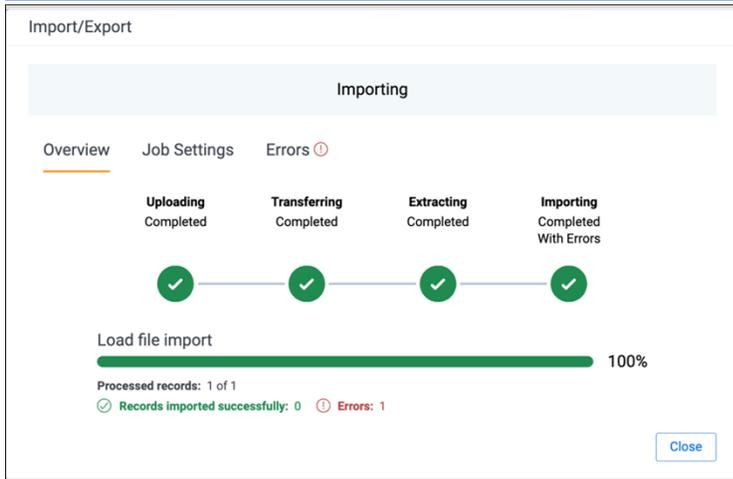 Import/Export
Importing
Overview Job Settings Errors
Uploading Transferring Extracting Importing
Completed Completed Completed Completed
With Errors
Load file import
100%
Processed records: 1 of 1
Records imported successfully: 0 Errors: 1
Close